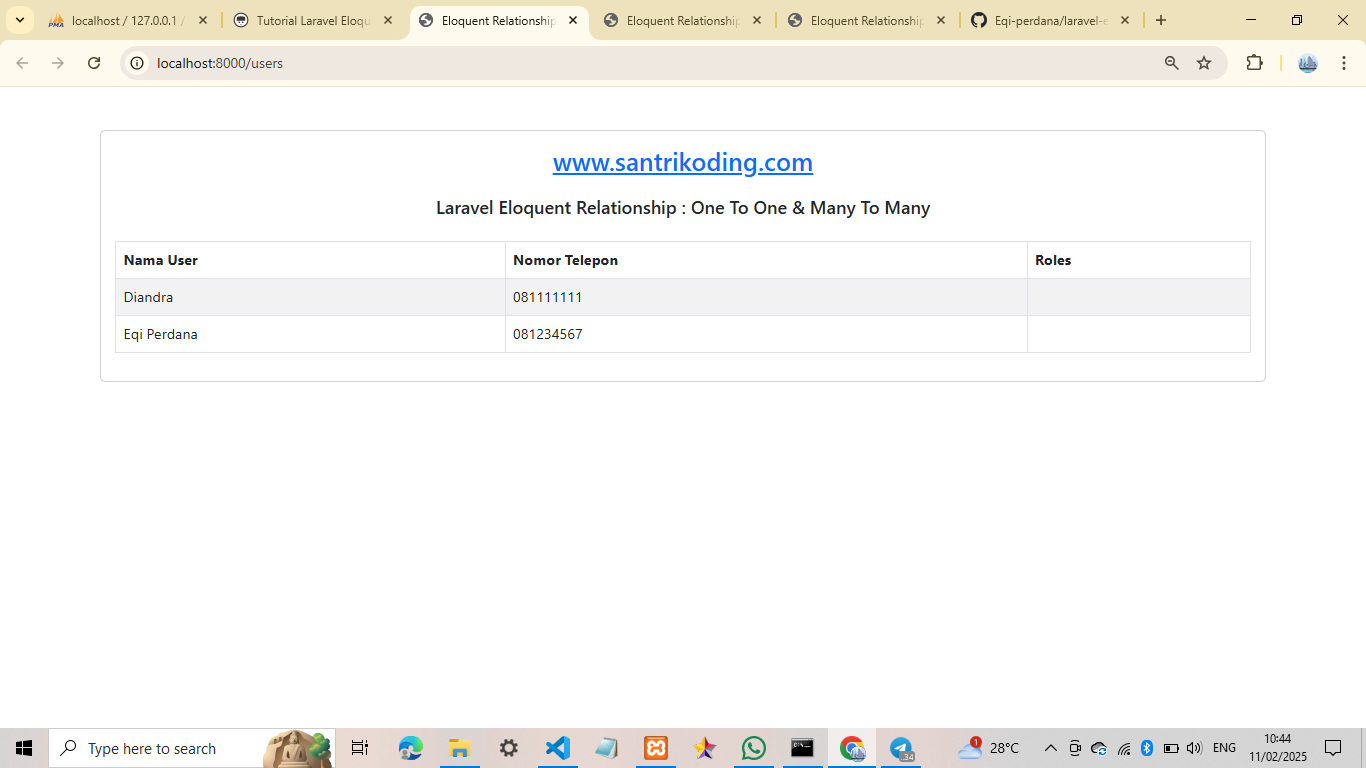 localhost / 127.0.0.1 /
Tutorial Laravel Eloqu
Eloquent Relationship
Eloquent Relationship
Eloquent Relationship
Eqi-perdana/laravel-e
localhost:8000/users
www.santrikoding.com
Laravel Eloquent Relationship : One To One & Many To Many
Nama User Nomor Telepon Roles
Diandra 081111111
Eqi Perdana 081234567
Type here to search
34
1
28°C
ENG
10:44
11/02/2025